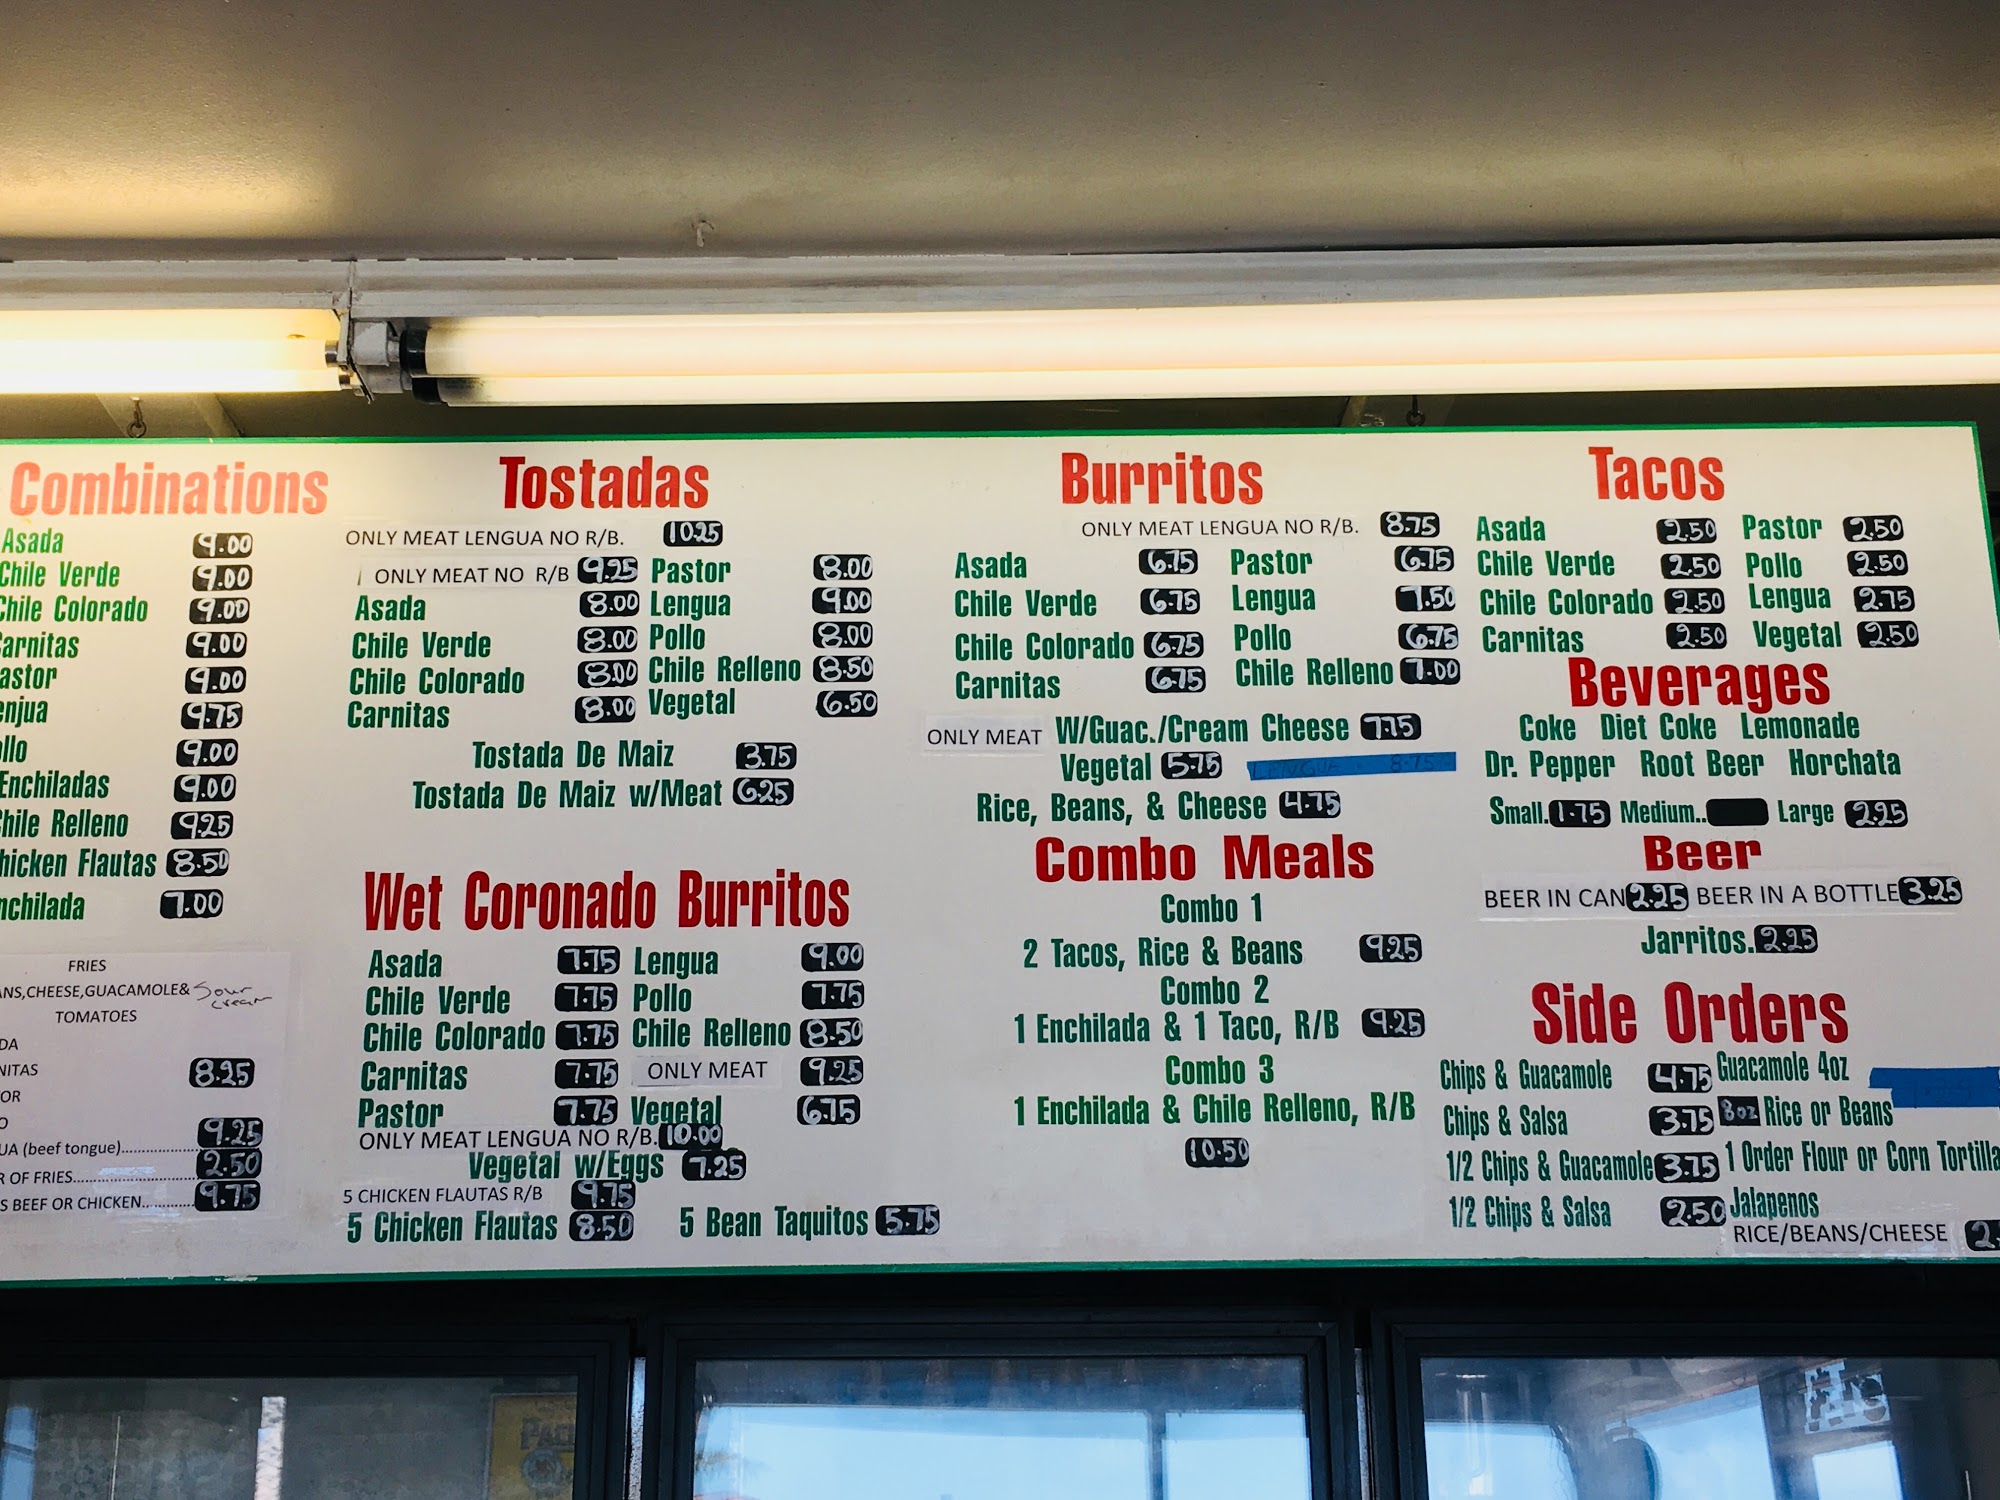 Combinations
Asada 9.00
Chile Verde 9.00
Chile Colorado 9.00
arnitas 9.00
astor 9.00
enjua 9.75
llo 9.00
Enchiladas 9.00
hile Relleno 9.25
hicken Flautas 8.50
nchilada 7.00
FRIES
ANS,CHEESE,GUACAMOLE& Sour cream
TOMATOES
DA
NITAS 8.25
OR
O
UA (beef tongue)..................... 9.25
R OF FRIES............................. 2.50
S BEEF OR CHICKEN............... 9.75
Tostadas
ONLY MEAT LENGUA NO R/B. 10.25
ONLY MEAT NO R/B 9.25 Pastor 8.00
Asada 8.00 Lengua 9.00
Chile Verde 8.00 Pollo 8.00
Chile Colorado 8.00 Chile Relleno 8.50
Carnitas 8.00 Vegetal 6.50
Tostada De Maiz 3.75
Tostada De Maiz w/Meat 6.25
Wet Coronado Burritos
Asada 7.75 Lengua 9.00
Chile Verde 7.75 Pollo 7.75
Chile Colorado 7.75 Chile Relleno 8.50
Carnitas 7.75 ONLY MEAT 9.25
Pastor 7.75 Vegetal 6.75
ONLY MEAT LENGUA NO R/B. 10.00
Vegetal w/Eggs 7.25
5 CHICKEN FLAUTAS R/B 9.75
5 Chicken Flautas 8.50 5 Bean Taquitos 5.75
Burritos
ONLY MEAT LENGUA NO R/B. 8.75
Asada 6.75 Pastor 6.75
Chile Verde 6.75 Lengua 7.50
Chile Colorado 6.75 Pollo 6.75
Carnitas 6.75 Chile Relleno 7.00
ONLY MEAT W/Guac./Cream Cheese 7.75
Vegetal 5.75 LENGUA 8.75
Rice, Beans, & Cheese 4.75
Combo Meals
Combo 1
2 Tacos, Rice & Beans 9.25
Combo 2
1 Enchilada & 1 Taco, R/B 9.25
Combo 3
1 Enchilada & Chile Relleno, R/B
10.50
Tacos
Asada 2.50 Pastor 2.50
Chile Verde 2.50 Pollo 2.50
Chile Colorado 2.50 Lengua 2.75
Carnitas 2.50 Vegetal 2.50
Beverages
Coke Diet Coke Lemonade
Dr. Pepper Root Beer Horchata
Small. 1.75 Medium.. Large 2.25
Beer
BEER IN CAN 2.25 BEER IN A BOTTLE 3.25
Jarritos. 2.25
Side Orders
Chips & Guacamole 4.75 Guacamole 4oz
Chips & Salsa 3.75 8oz Rice or Beans
1/2 Chips & Guacamole 3.75 1 Order Flour or Corn Tortilla
1/2 Chips & Salsa 2.50 Jalapenos
RICE/BEANS/CHEESE 2.